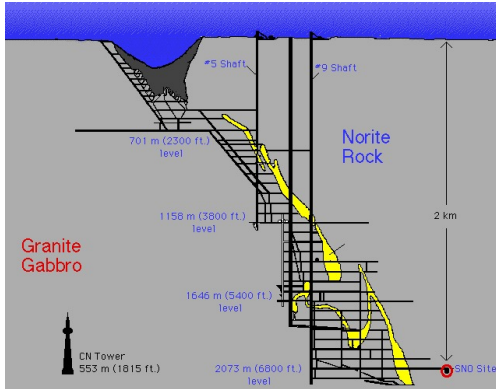 #5 Shaft
#9 Shaft
Norite
Rock
701 m (2300 ft.)
level
2 km
1158 m (3800 ft.)
level
Granite
Gabbro
1646 m (5400 ft.)
level
CN Tower
553 m (1815 ft.)
2073 m (6800 ft.)
level
SNO Site